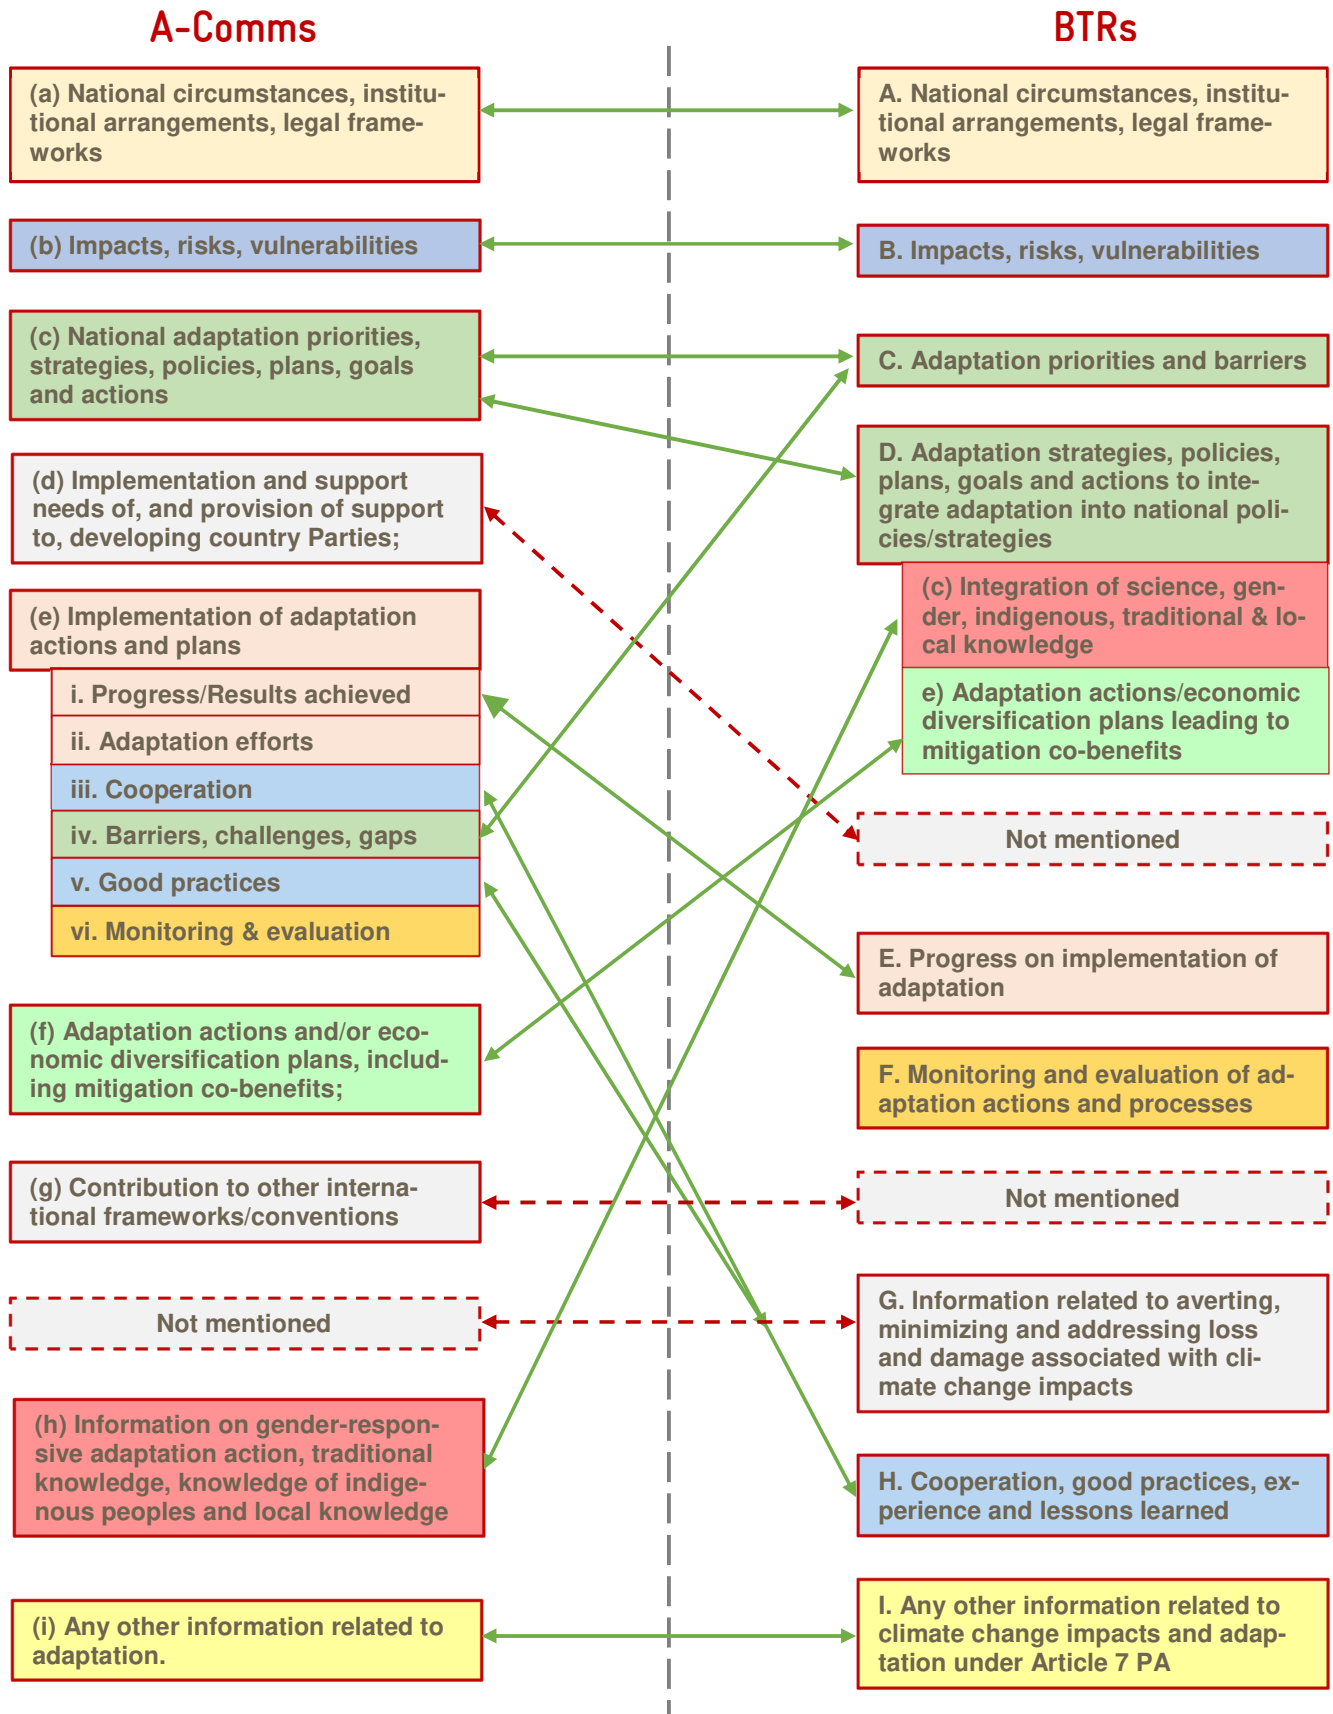 A-Comms
(a) National circumstances, institu-
tional arrangements, legal frame-
works
(b) Impacts, risks, vulnerabilities
(c) National adaptation priorities,
strategies, policies, plans, goals
and actions
(d) Implementation and support
needs of, and provision of support
to, developing country Parties;
(e) Implementation of adaptation
actions and plans
i. Progress/Results achieved
ii. Adaptation efforts
iii. Cooperation
iv. Barriers, challenges, gaps
v. Good practices
vi. Monitoring & evaluation
(f) Adaptation actions and/or eco-
nomic diversification plans, includ-
ing mitigation co-benefits;
(g) Contribution to other interna-
tional frameworks/conventions
Not mentioned
(h) Information on gender-respon-
sive adaptation action, traditional
knowledge, knowledge of indige-
nous peoples and local knowledge
(i) Any other information related to
adaptation.
BTRs
A. National circumstances, institu-
tional arrangements, legal frame-
works
B. Impacts, risks, vulnerabilities
C. Adaptation priorities and barriers
D. Adaptation strategies, policies,
plans, goals and actions to inte-
grate adaptation into national poli-
cies/strategies
(c) Integration of science, gen-
der, indigenous, traditional & lo-
cal knowledge
e) Adaptation actions/economic
diversification plans leading to
mitigation co-benefits
Not mentioned
E. Progress on implementation of
adaptation
F. Monitoring and evaluation of ad-
aptation actions and processes
Not mentioned
G. Information related to averting,
minimizing and addressing loss
and damage associated with cli-
mate change impacts
H. Cooperation, good practices, ex-
perience and lessons learned
I. Any other information related to
climate change impacts and adap-
tation under Article 7 PA